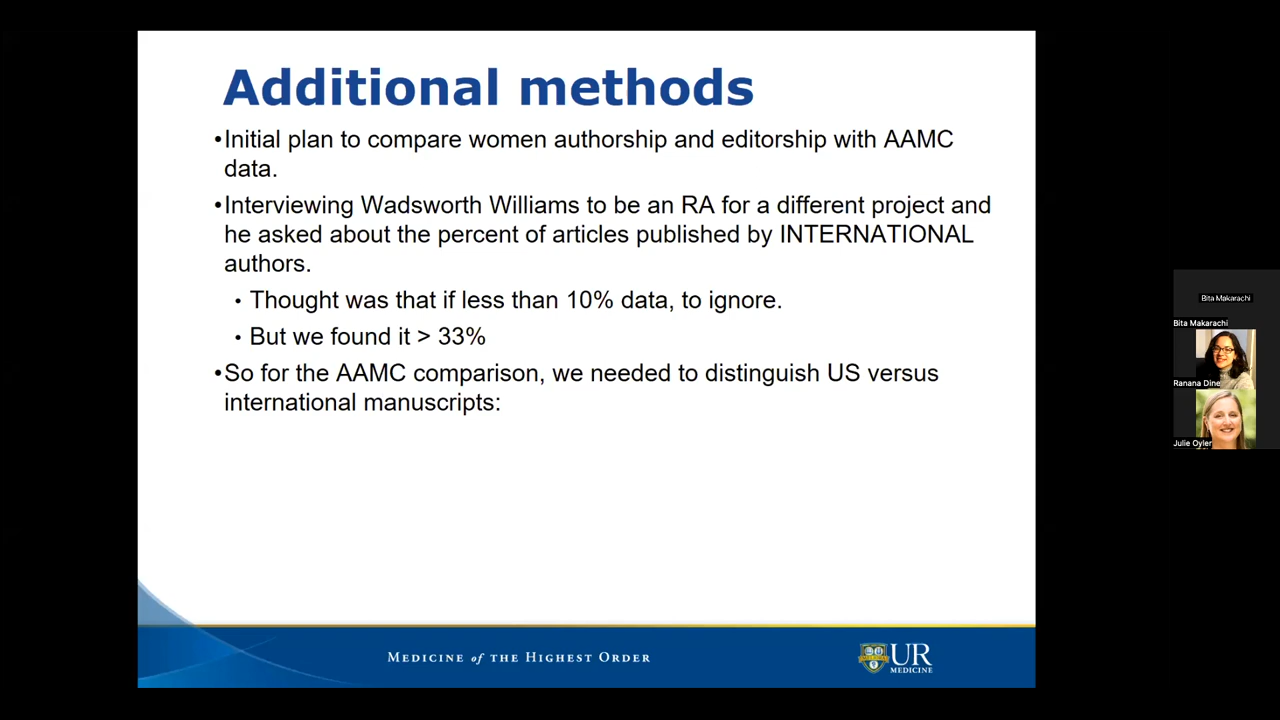 Additional methods
•Initial plan to compare women authorship and editorship with AAMC
data.
•Interviewing Wadsworth Williams to be an RA for a different project and
he asked about the percent of articles published by INTERNATIONAL
authors.
• Thought was that if less than 10% data, to ignore.
• But we found it > 33%
•So for the AAMC comparison, we needed to distinguish US versus
international manuscripts:
MEDICINE of THE HIGHEST ORDER
UR
MEDICINE
Bita Makarachi
Bita Makarachi
Ranana Dine
Julie Oyler